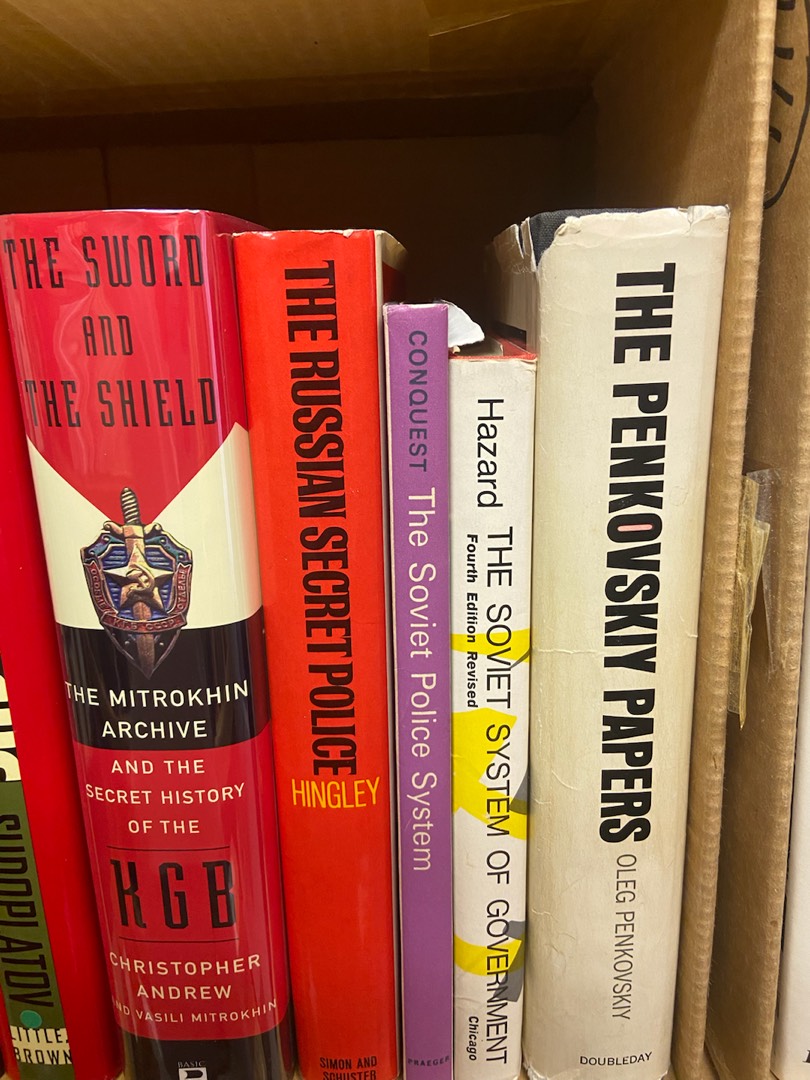 SUDOPLATOV
LITTLE,
BROWN
THE SWORD
AND
THE SHIELD
THE MITROKHIN
ARCHIVE
AND THE
SECRET HISTORY
OF THE
KGB
CHRISTOPHER
ANDREW
AND VASILI MITROKHIN
BASIC
THE RUSSIAN SECRET POLICE
HINGLEY
SIMON AND
SCHUSTER
CONQUEST The Soviet Police System
PRAEGER
Hazard THE SOVIET SYSTEM OF GOVERNMENT
Fourth Edition Revised
Chicago
THE PENKOVSKIY PAPERS
OLEG PENKOVSKIY
DOUBLEDAY